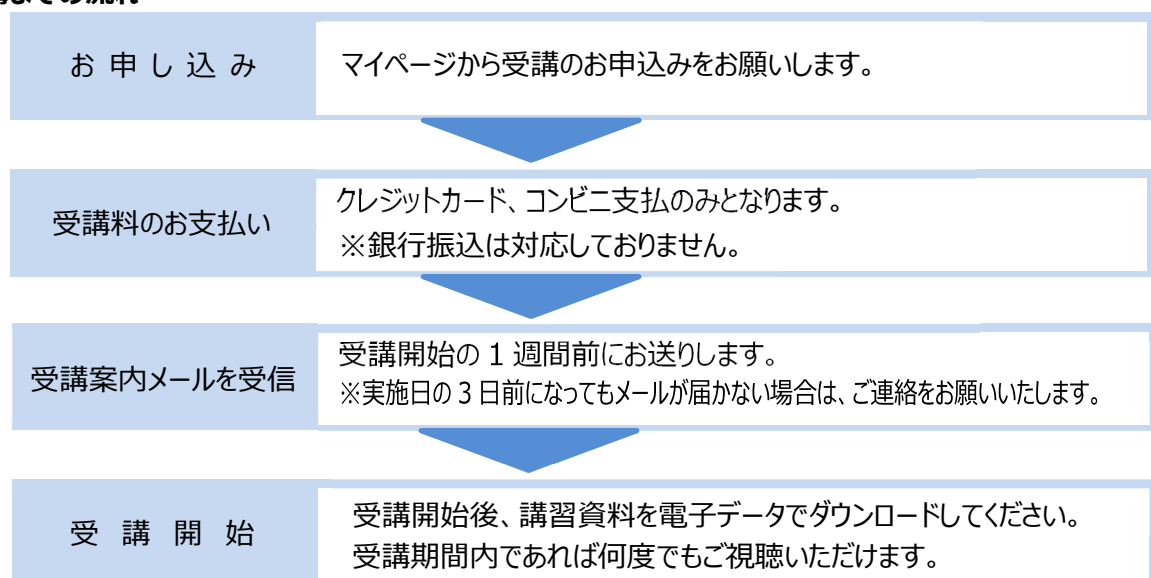 までの流れ
お申し込み
マイページから受講のお申込みをお願いします。
受講料のお支払い
クレジットカード、コンビニ支払のみとなります。
※銀行振込は対応しておりません。
受講案内メールを受信
受講開始の1週間前にお送りします。
※実施日の3日前になってもメールが届かない場合は、ご連絡をお願いいたします。
受講開始
受講開始後、講習資料を電子データでダウンロードしてください。
受講期間内であれば何度でもご視聴いただけます。